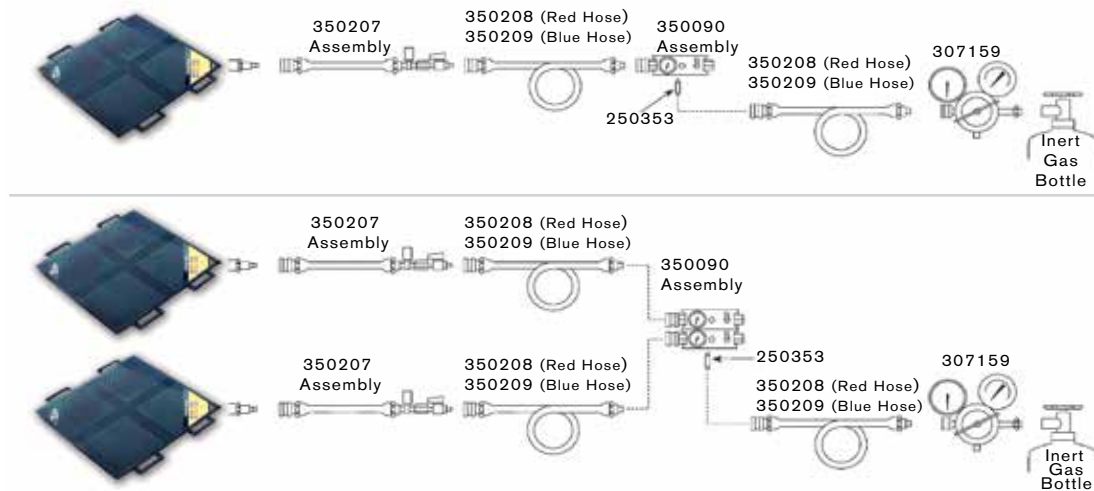 350207
Assembly
350208 (Red Hose)
350209 (Blue Hose)
350090
Assembly
250353
350208 (Red Hose)
350209 (Blue Hose)
307159
Inert
Gas
Bottle
350207
Assembly
350208 (Red Hose)
350209 (Blue Hose)
350090
Assembly
350207
Assembly
350208 (Red Hose)
350209 (Blue Hose)
250353
350208 (Red Hose)
350209 (Blue Hose)
307159
Inert
Gas
Bottle